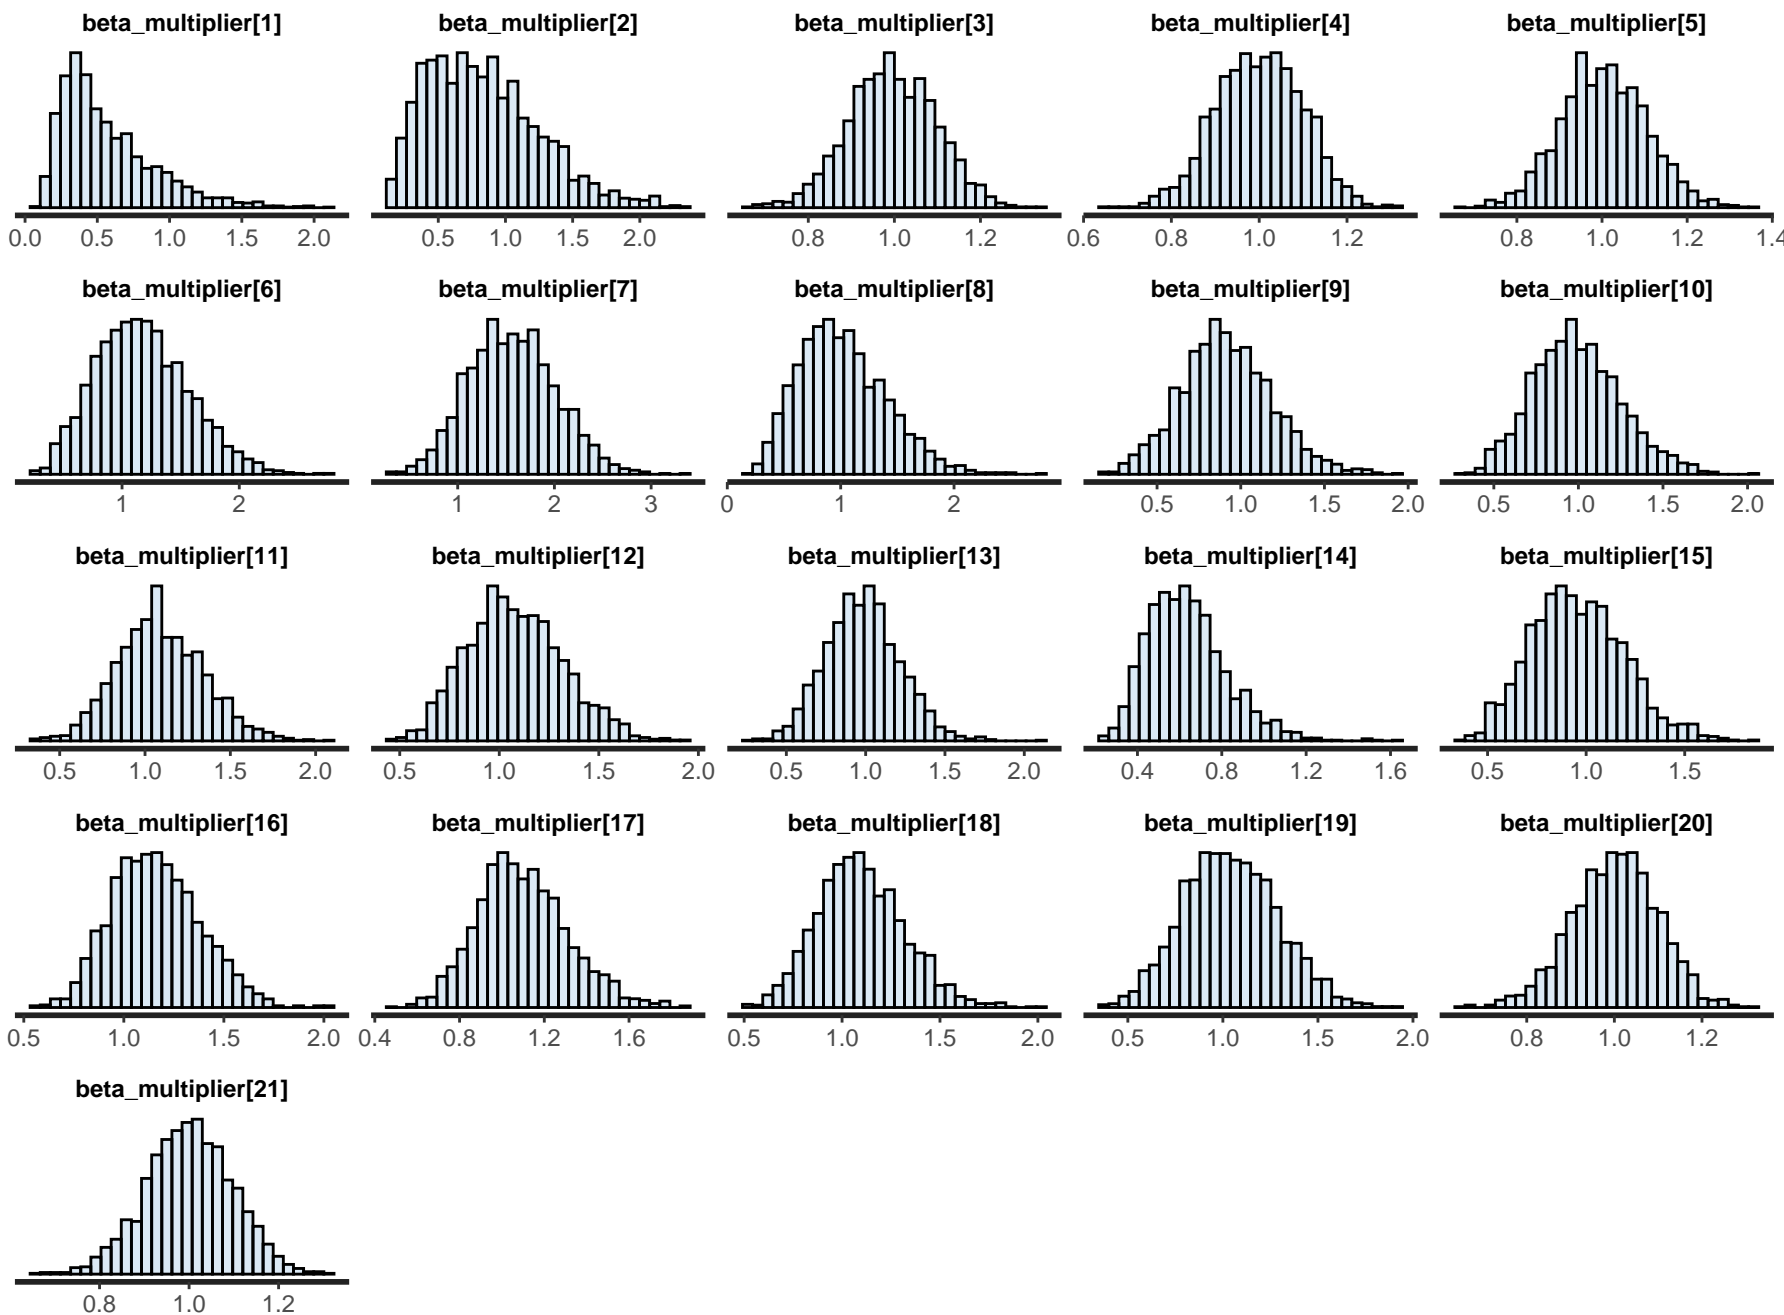 beta_multiplier[1] beta_multiplier[2] beta_multiplier[3] beta_multiplier[4] beta_multiplier[5]
0.0 0.5 1.0 1.5 2.0 0.5 1.0 1.5 2.0 0.8 1.0 1.2 0.6 0.8 1.0 1.2 0.8 1.0 1.2 1.4
beta_multiplier[6] beta_multiplier[7] beta_multiplier[8] beta_multiplier[9] beta_multiplier[10]
1 2 1 2 3 0 1 2 0.5 1.0 1.5 2.0 0.5 1.0 1.5 2.0
beta_multiplier[11] beta_multiplier[12] beta_multiplier[13] beta_multiplier[14] beta_multiplier[15]
0.5 1.0 1.5 2.0 0.5 1.0 1.5 2.0 0.5 1.0 1.5 2.0 0.4 0.8 1.2 1.6 0.5 1.0 1.5
beta_multiplier[16] beta_multiplier[17] beta_multiplier[18] beta_multiplier[19] beta_multiplier[20]
0.5 1.0 1.5 2.0 0.4 0.8 1.2 1.6 0.5 1.0 1.5 2.0 0.5 1.0 1.5 2.0 0.8 1.0 1.2
beta_multiplier[21]
0.8 1.0 1.2